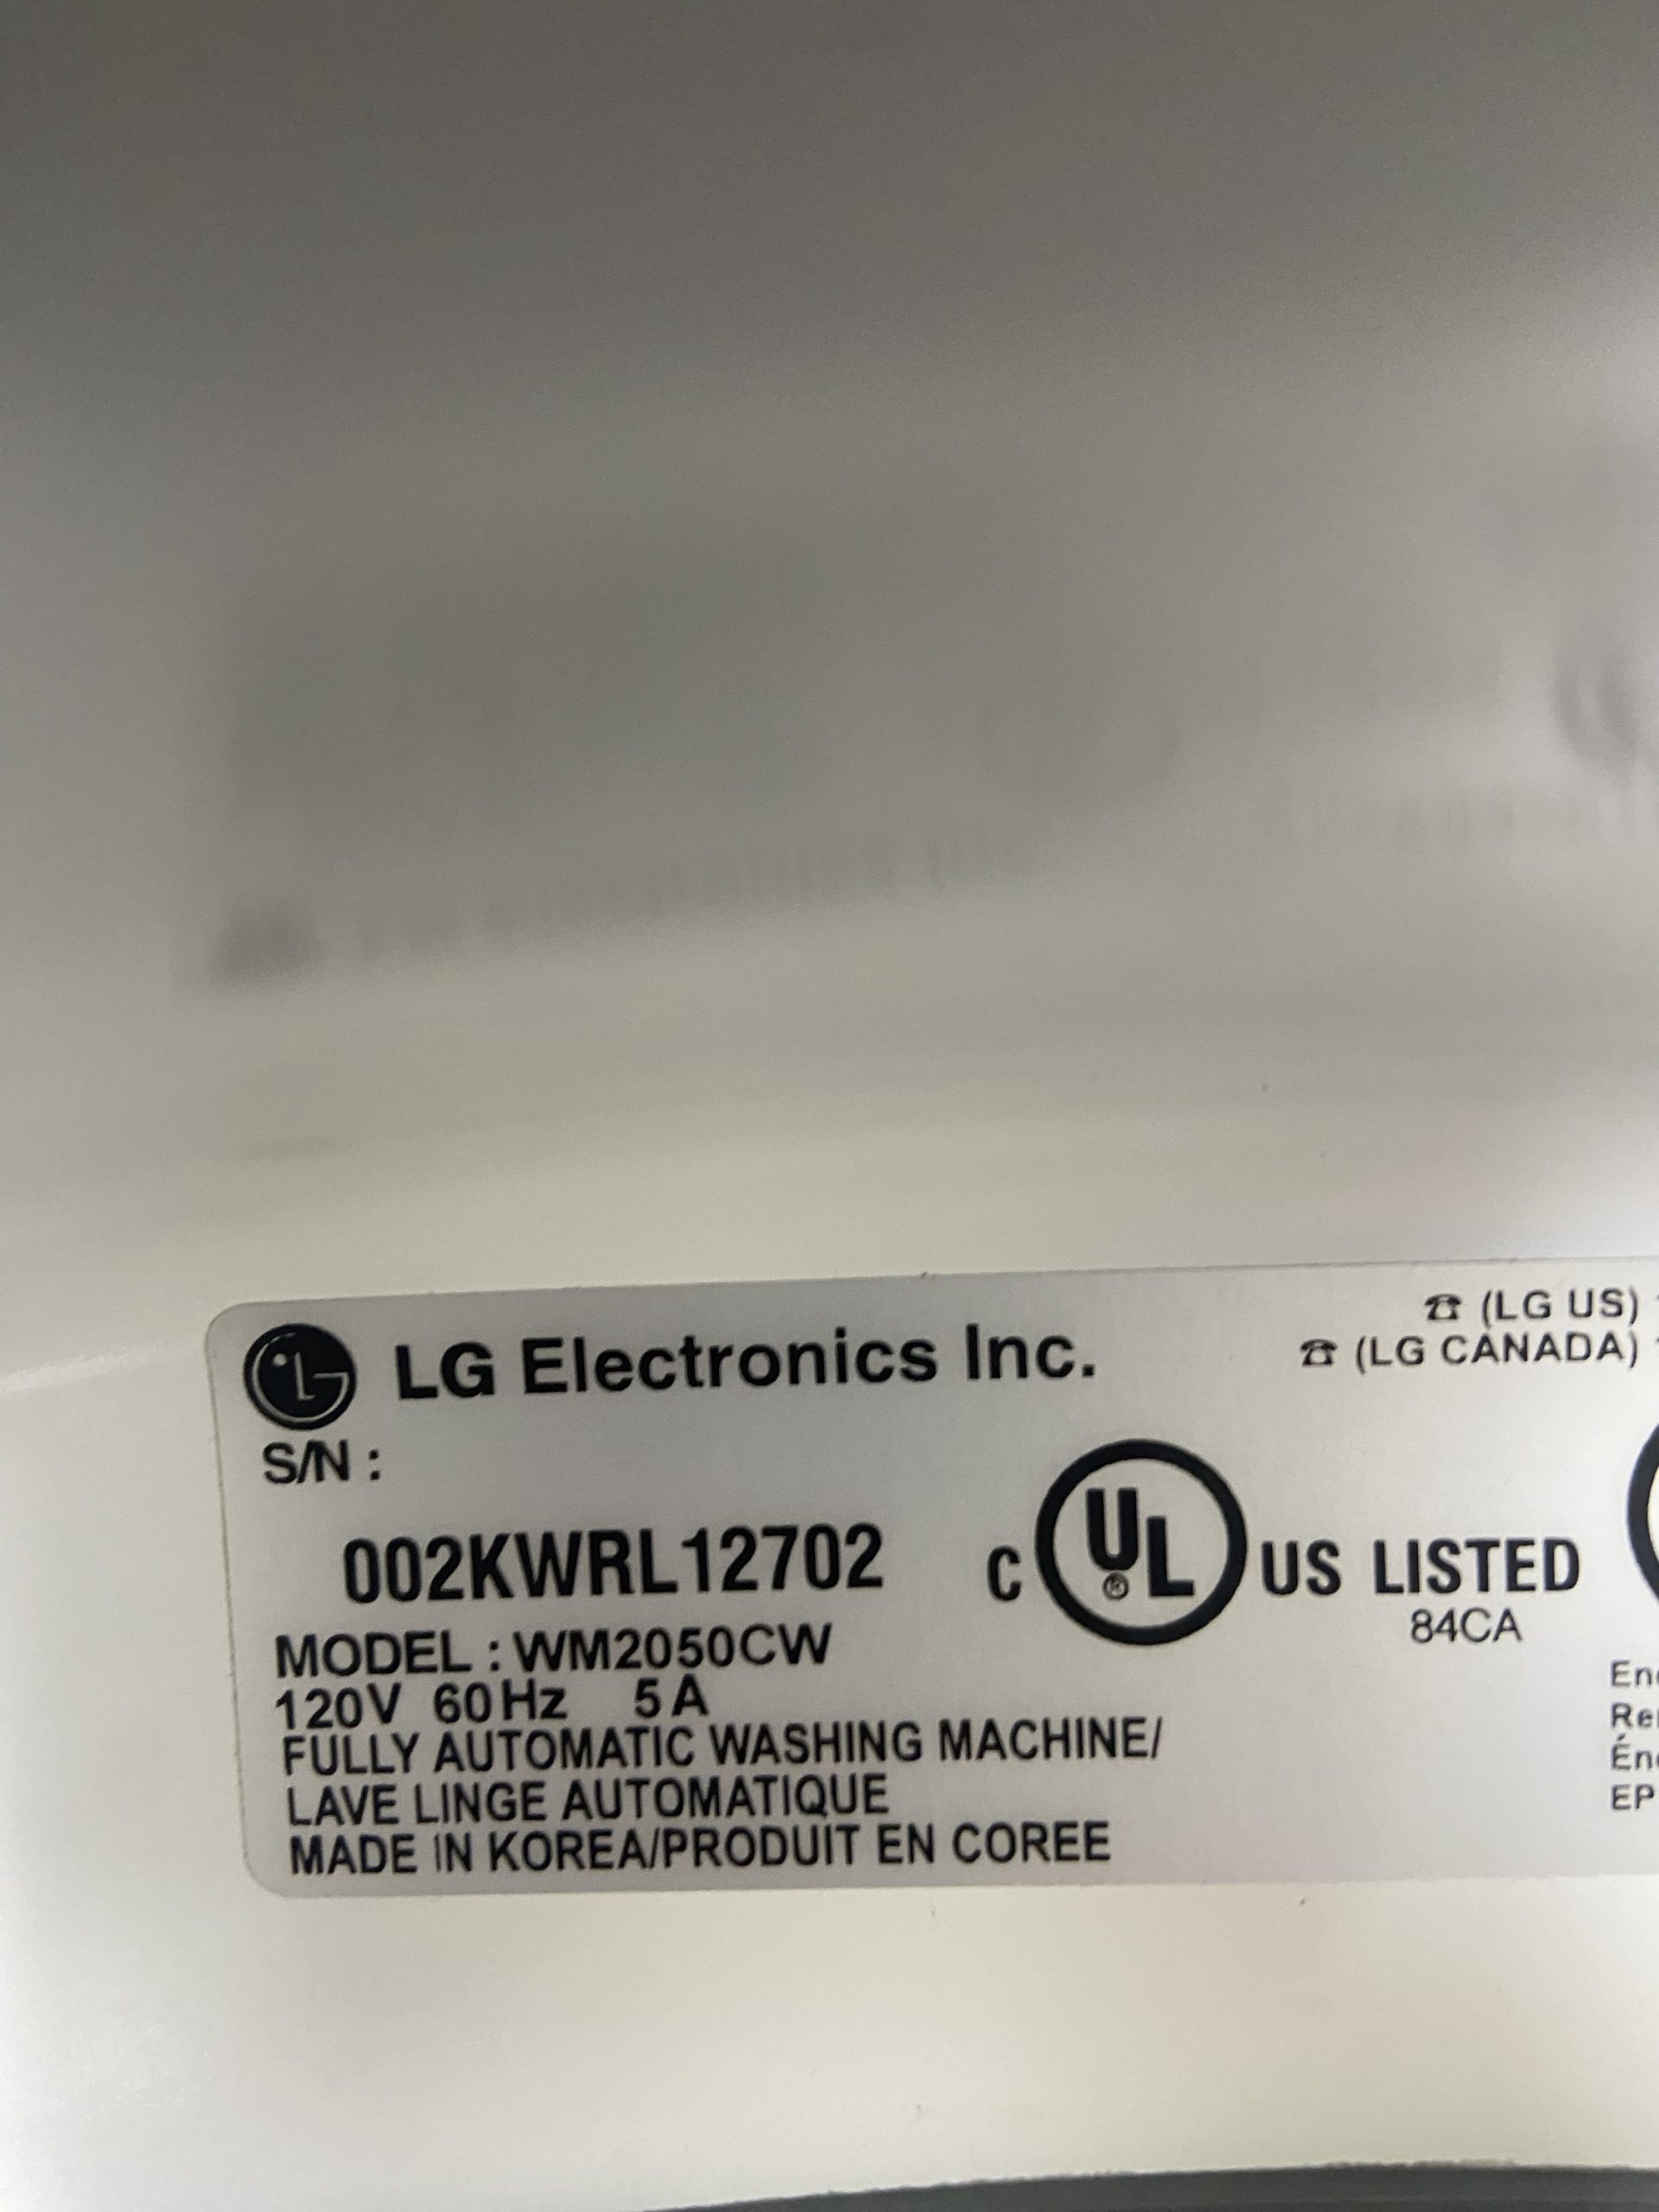 LG Electronics Inc.
☎ (LG US)
☎ (LG CANADA)
S/N :
002KWRL12702
C UL® US LISTED
84CA
MODEL : WM2050CW
120V 60Hz 5A
FULLY AUTOMATIC WASHING MACHINE/
LAVE LINGE AUTOMATIQUE
MADE IN KOREA/PRODUIT EN COREE
EP